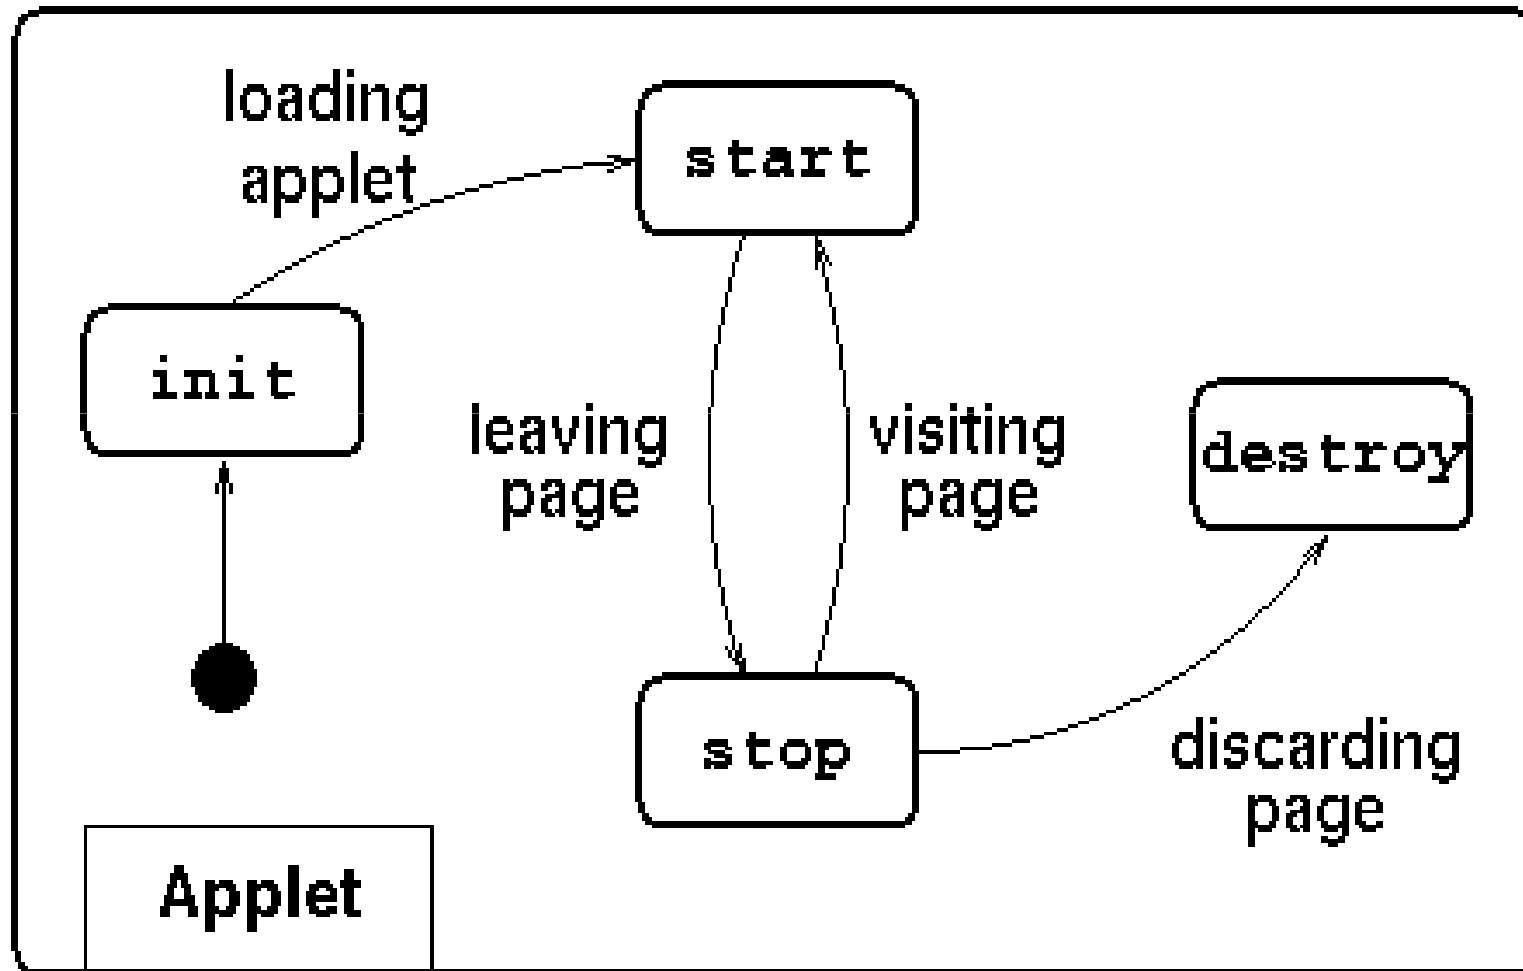 loading
applet
start
init
leaving
page
visiting
page
destroy
stop
discarding
page
Applet